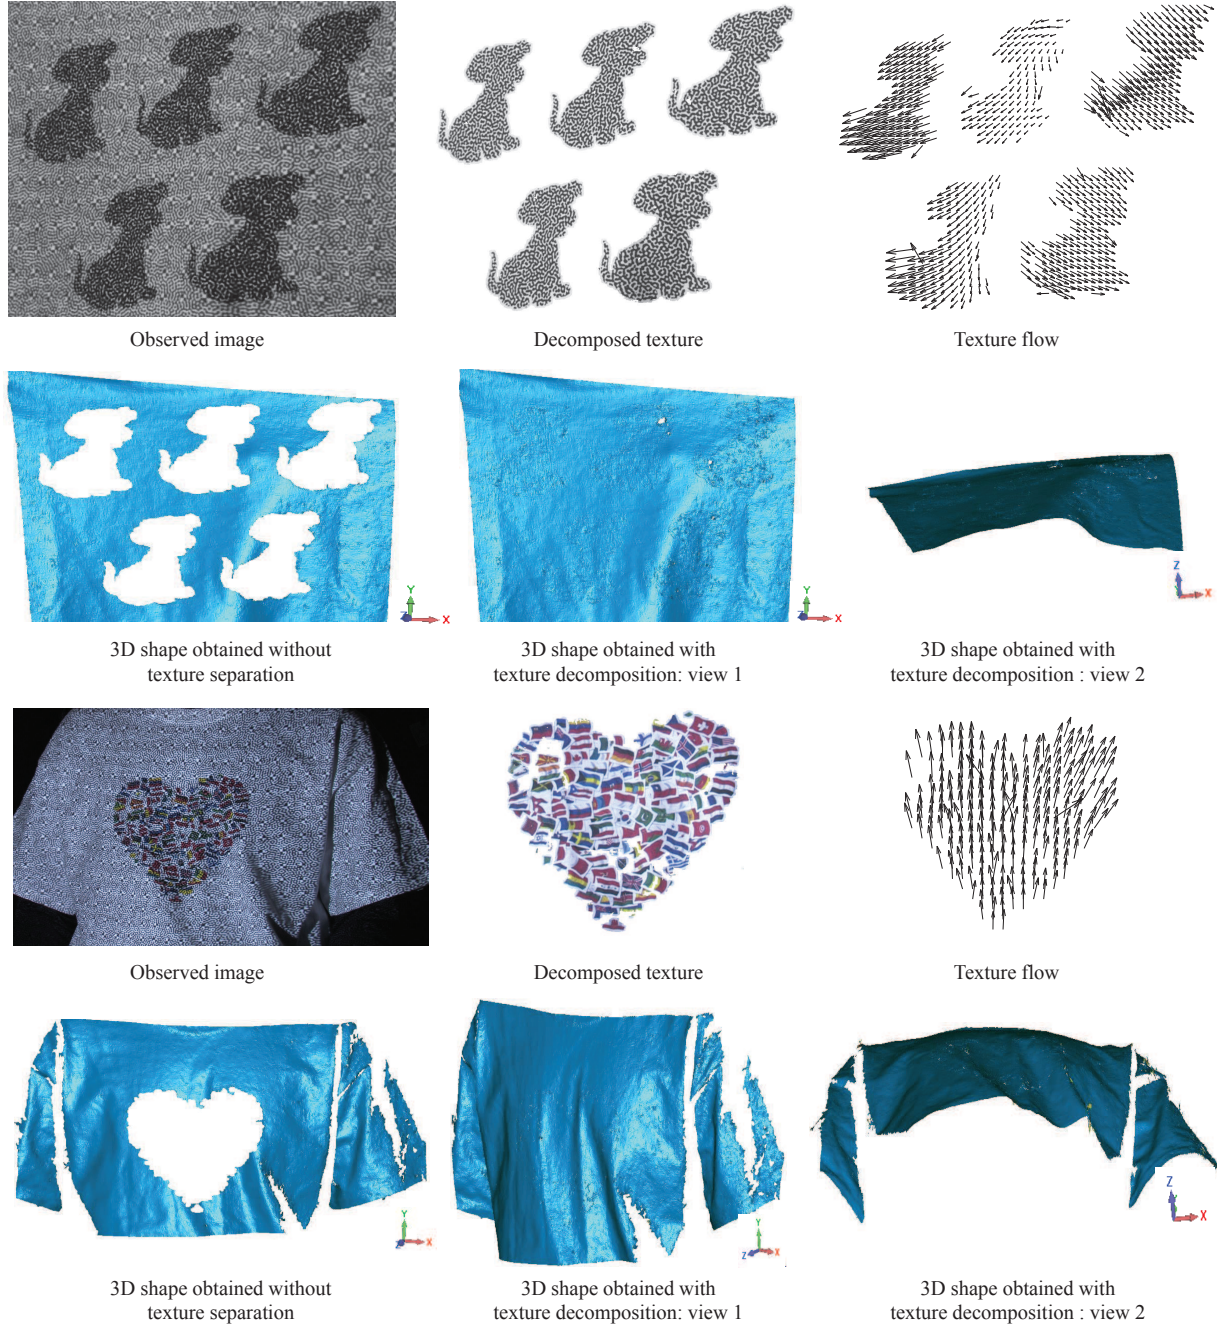 Observed image
Decomposed texture
Texture flow
Y
Z
X
Y
Z
X
Z
X
3D shape obtained without
texture separation
3D shape obtained with
texture decomposition: view 1
3D shape obtained with
texture decomposition : view 2
Observed image
Decomposed texture
Texture flow
Y
Z
X
Y
Z
X
Z
Y
X
3D shape obtained without
texture separation
3D shape obtained with
texture decomposition: view 1
3D shape obtained with
texture decomposition : view 2